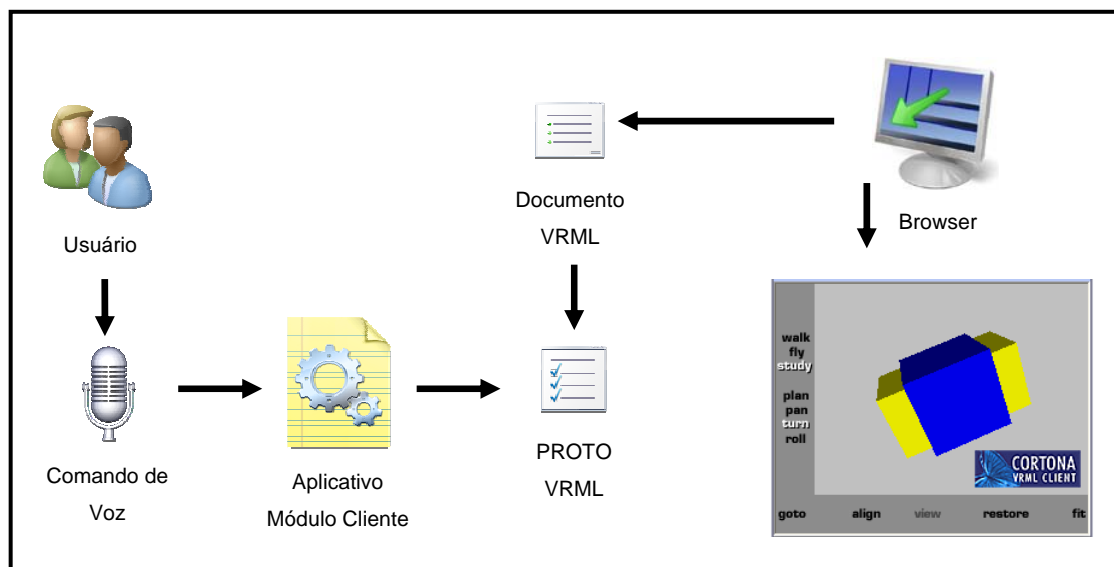 Usuário
Comando de
Voz
Aplicativo
Módulo Cliente
Documento
VRML
PROTO
VRML
Browser
walk
fly
study
plan
pan
turn
roll
CORTONA
VRML CLIENT
goto align view restore fit